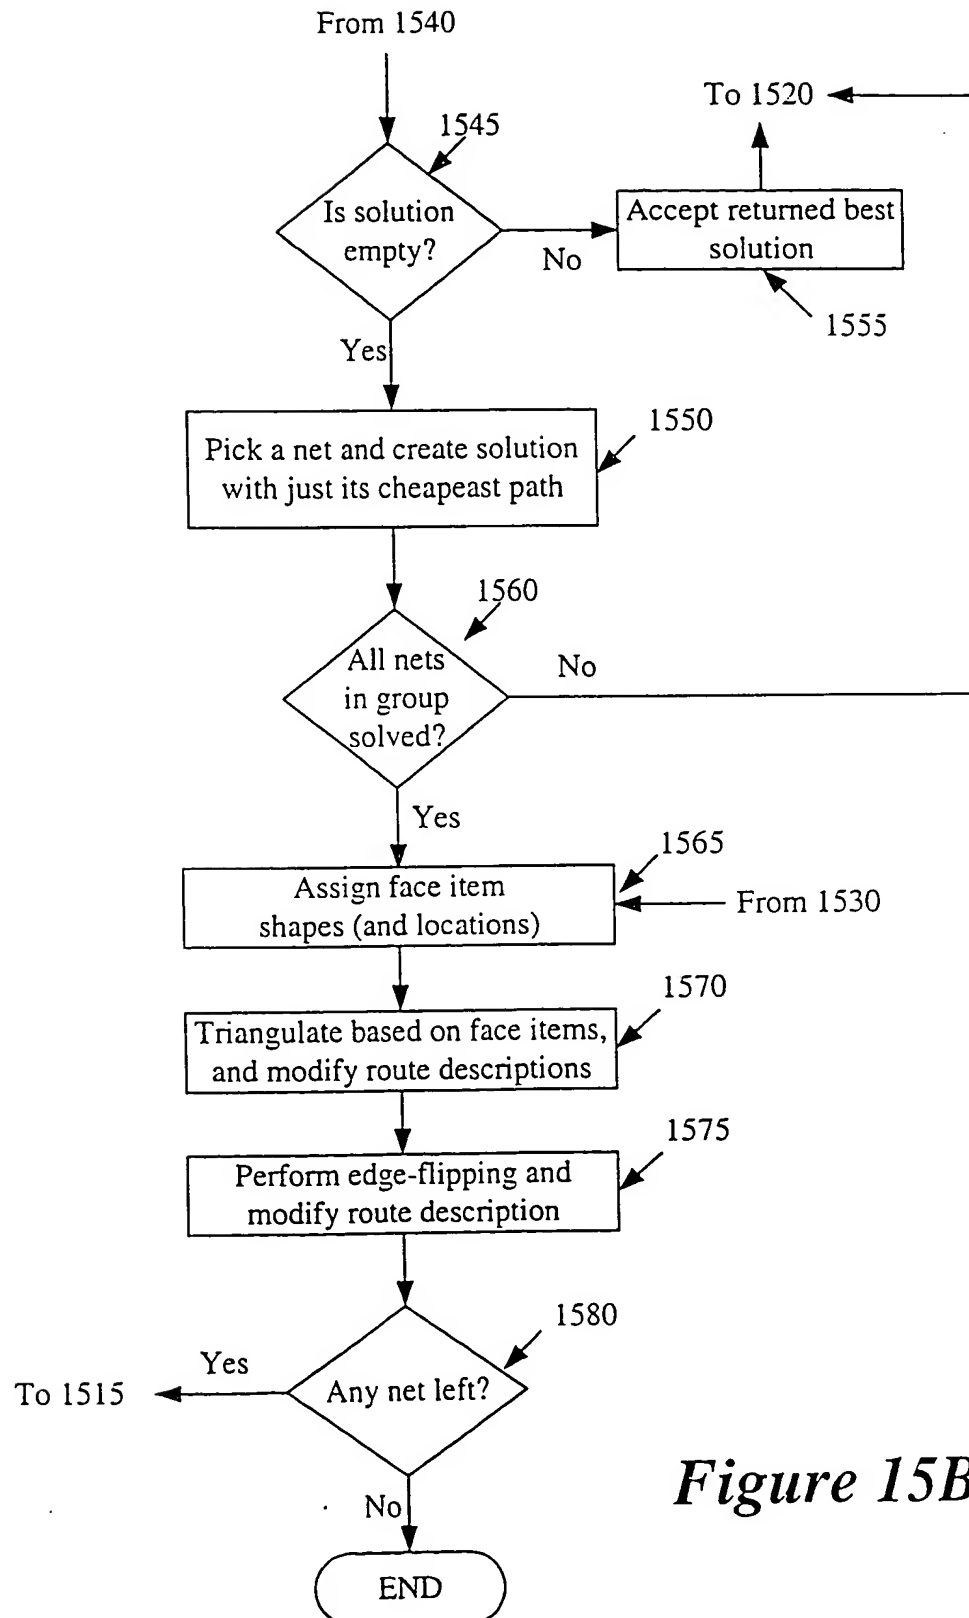 From 1540
To 1520
1545
Is solution
empty?
No
Accept returned best
solution
1555
Yes
1550
Pick a net and create solution
with just its cheapeast path
1560
All nets
in group
solved?
No
Yes
1565
Assign face item
shapes (and locations)
From 1530
1570
Triangulate based on face items,
and modify route descriptions
1575
Perform edge-flipping and
modify route description
1580
Yes
To 1515
Any net left?
No
END
Figure 15B